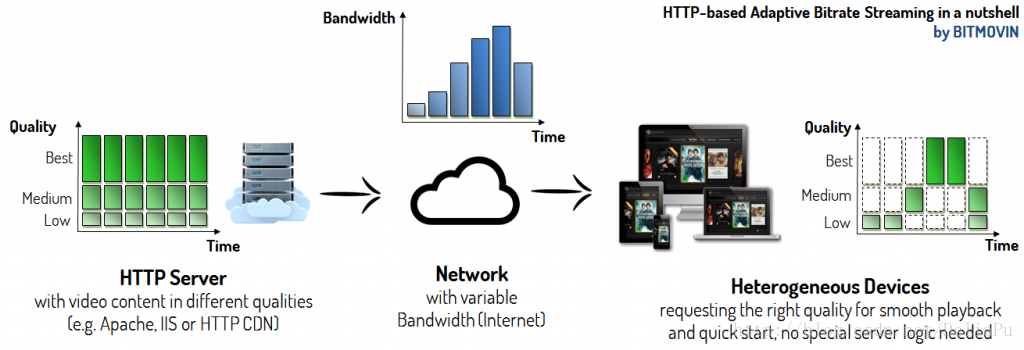 HTTP-based Adaptive Bitrate Streaming in a nutshell
by BITMOVIN
Bandwidth
Time
Quality
Best
Medium
Low
Time
Quality
Best
Medium
Low
Time
HTTP Server
with video content in different qualities
(e.g. Apache, IIS or HTTP CDN)
Network
with variable
Bandwidth (Internet)
Heterogeneous Devices
requesting the right quality for smooth playback
and quick start, no special server logic needed